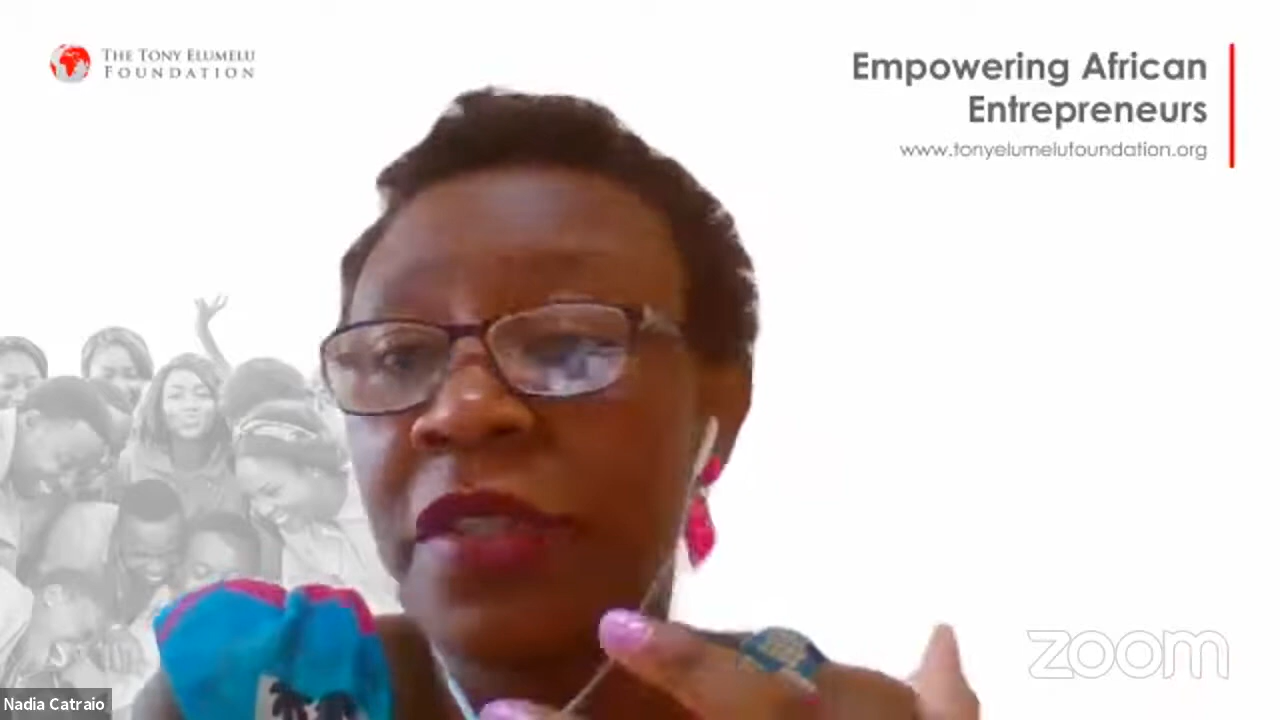 THE TONY ELUMELU
FOUNDATION
Empowering African
Entrepreneurs
www.tonyelumelufoundation.org
zoom
Nadia Catraio